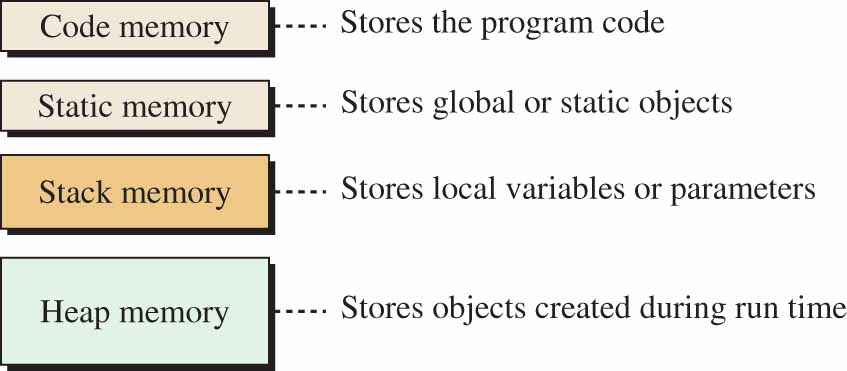 Code memory Stores the program code
Static memory Stores global or static objects
Stack memory Stores local variables or parameters
Heap memory Stores objects created during run time